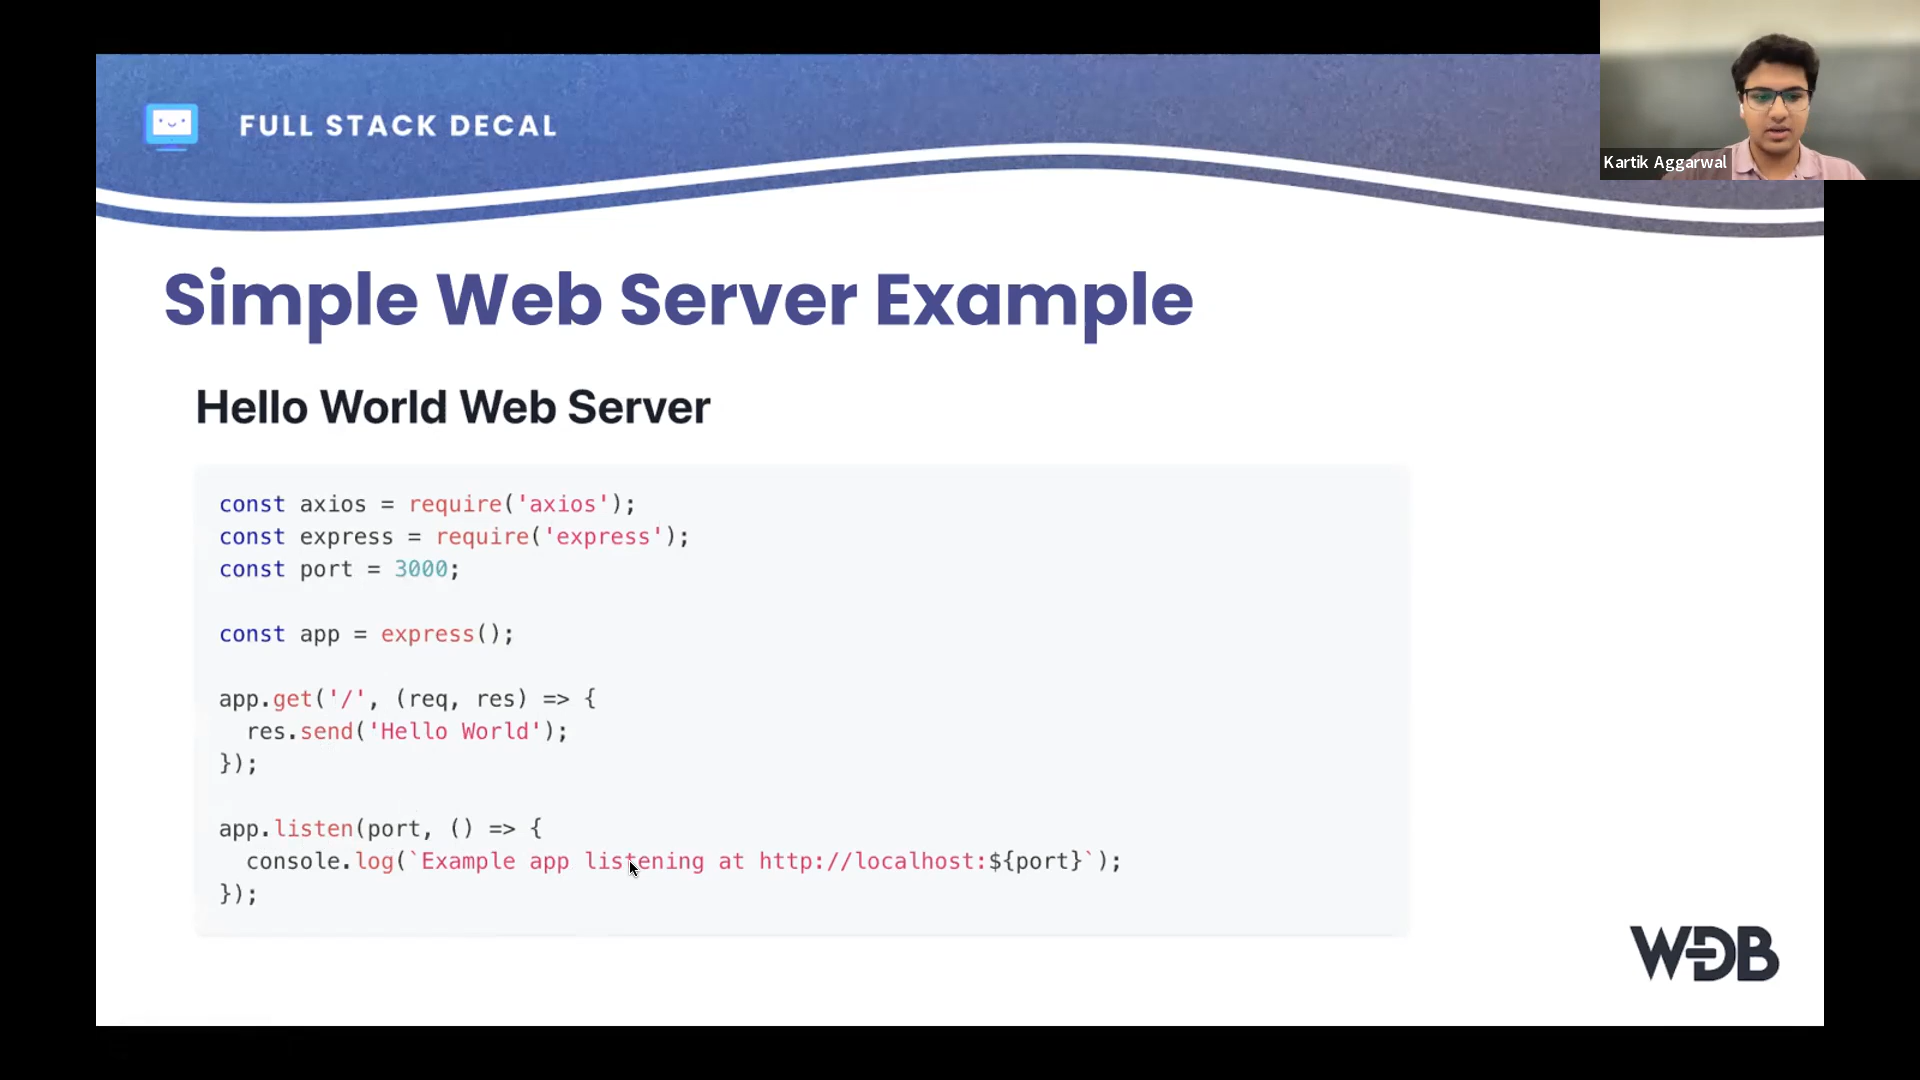 FULL STACK DECAL
Kartik Aggarwal
Simple Web Server Example
Hello World Web Server
const axios = require('axios');
const express = require('express');
const port = 3000;
const app = express();
app.get('/', (req, res) => {
  res.send('Hello World');
});
app.listen(port, () => {
  console.log(`Example app listening at http://localhost:${port}`);
});
WDB